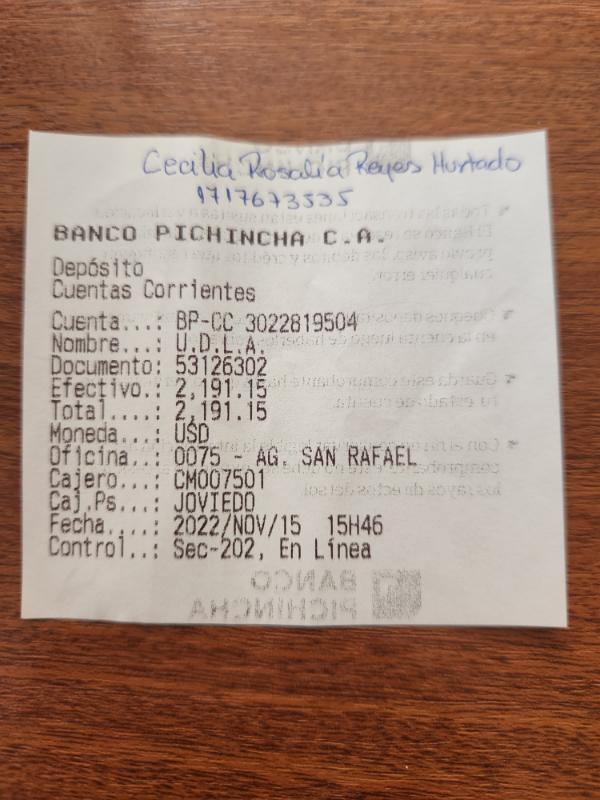 Cecilia Rosalía Reyes Hurtado
1717673535
BANCO PICHINCHA C.A.
Depósito
Cuentas Corrientes
Cuenta...: BP-CC 3022819504
Nombre...: U.D.L.A.
Documento: 53126302
Efectivo.: 2,191.15
Total....: 2,191.15
Moneda...: USD
Oficina..: 0075 - AG. SAN RAFAEL
Cajero...: CM007501
Caj.Ps...: JOVIEDO
Fecha....: 2022/NOV/15 15H46
Control..: Sec-202, En Línea
BANCO
PICHINCHA